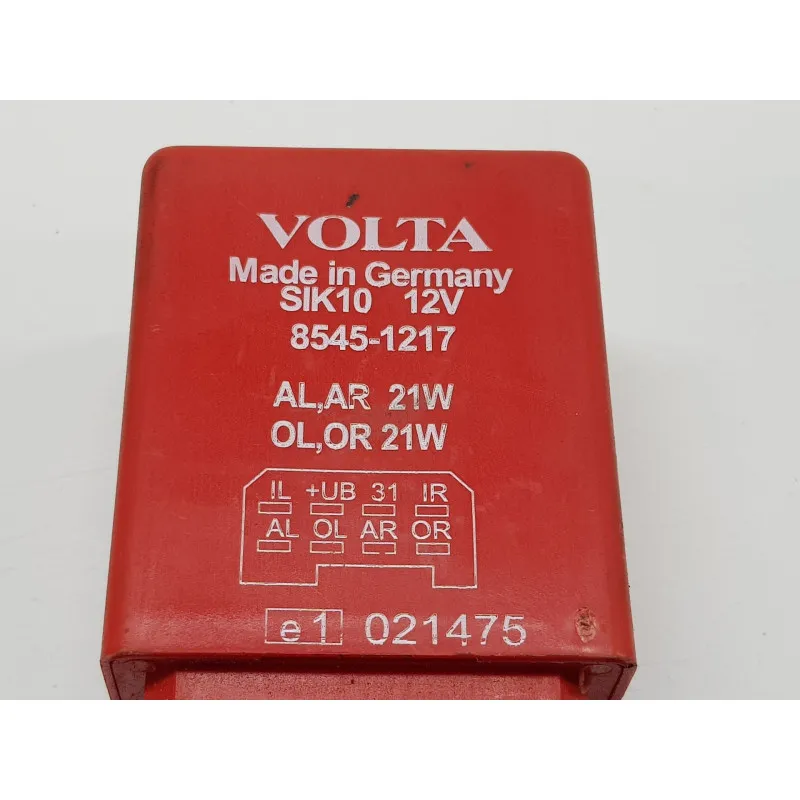 VOLTA
Made in Germany
SIK10 12V
8545-1217
AL,AR 21W
OL,OR 21W
IL +UB 31 IR
AL OL AR OR
e1 021475